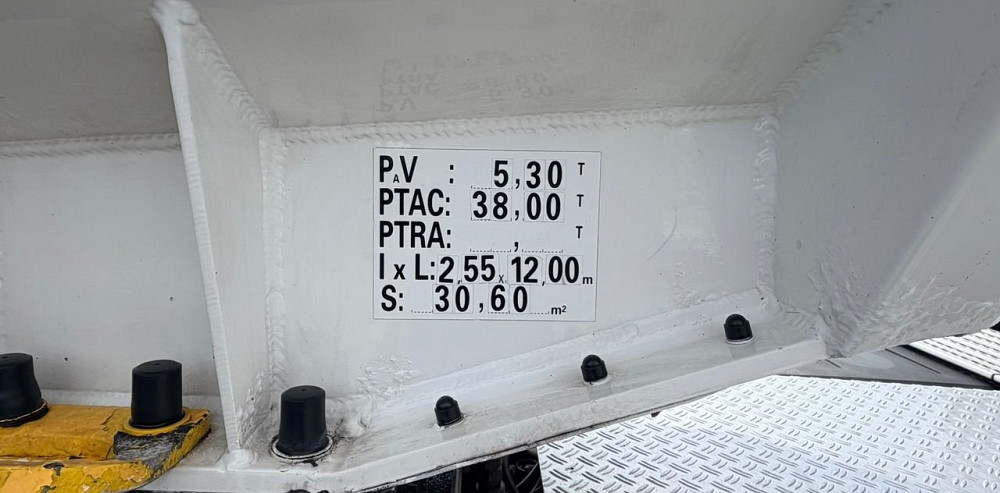 PAV : 5,30 T
PTAC: 38,00 T
PTRA: , T
l x L: 2,55 x 12,00 m
S: 30,60 m²